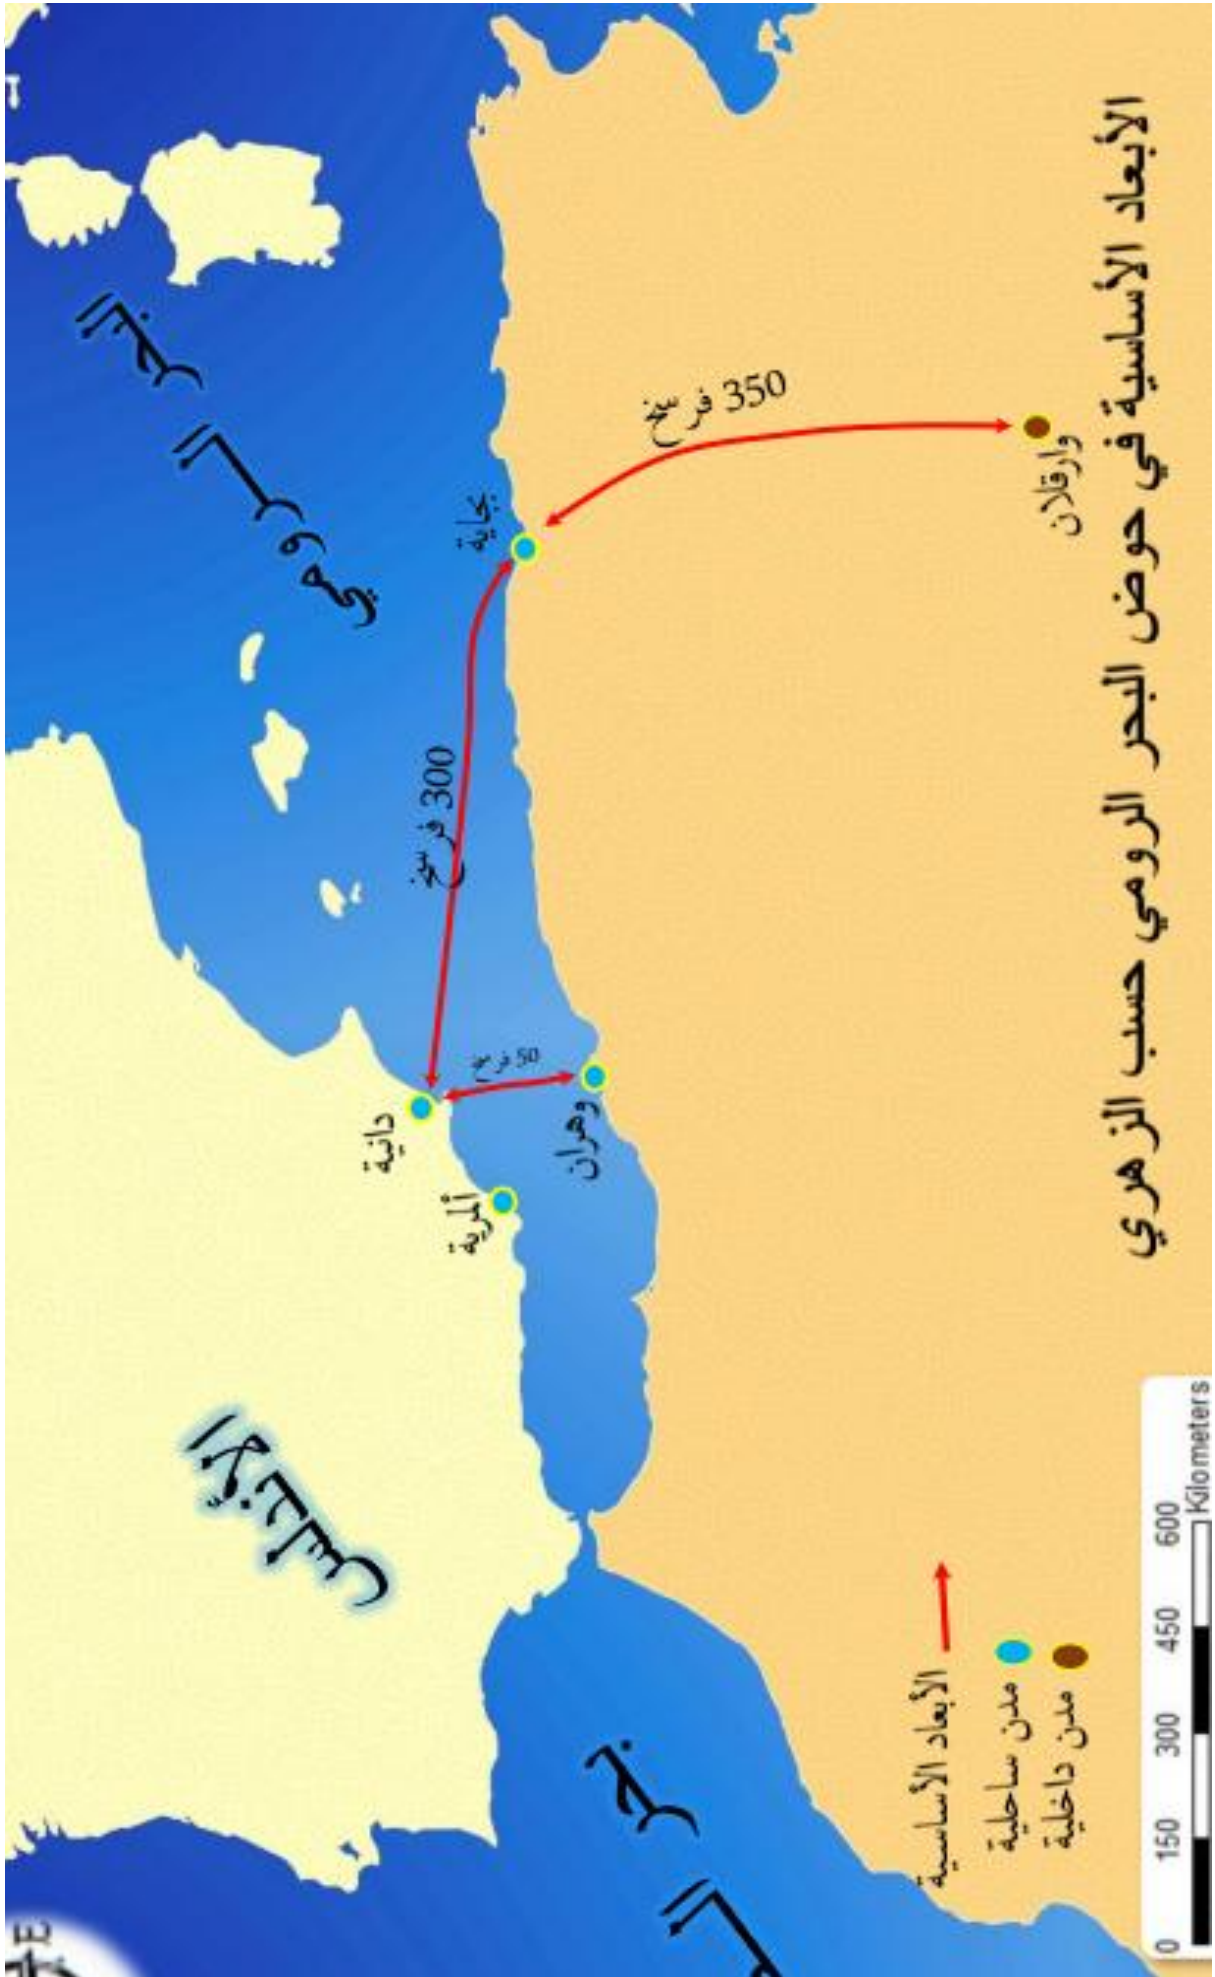 الأبعاد الأساسية في حوض البحر الرومي حسب الزهري
البحر
الرومي
الأندلس
بحر
بجاية
350 فرسخ
وارقلان
300 فرسخ
دانية
50 فرسخ
وهران
ألمرية
الأبعاد الأساسية
مدن ساحلية
مدن داخلية
0 150 300 450 600
Kilometers
E